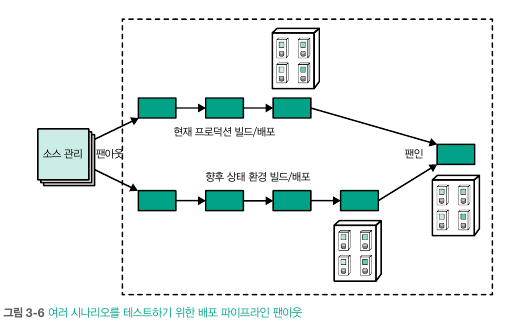 현재 프로덕션 빌드/배포
소스 관리
팬아웃
팬인
향후 상태 환경 빌드/배포
그림 3-6 여러 시나리오를 테스트하기 위한 배포 파이프라인 팬아웃